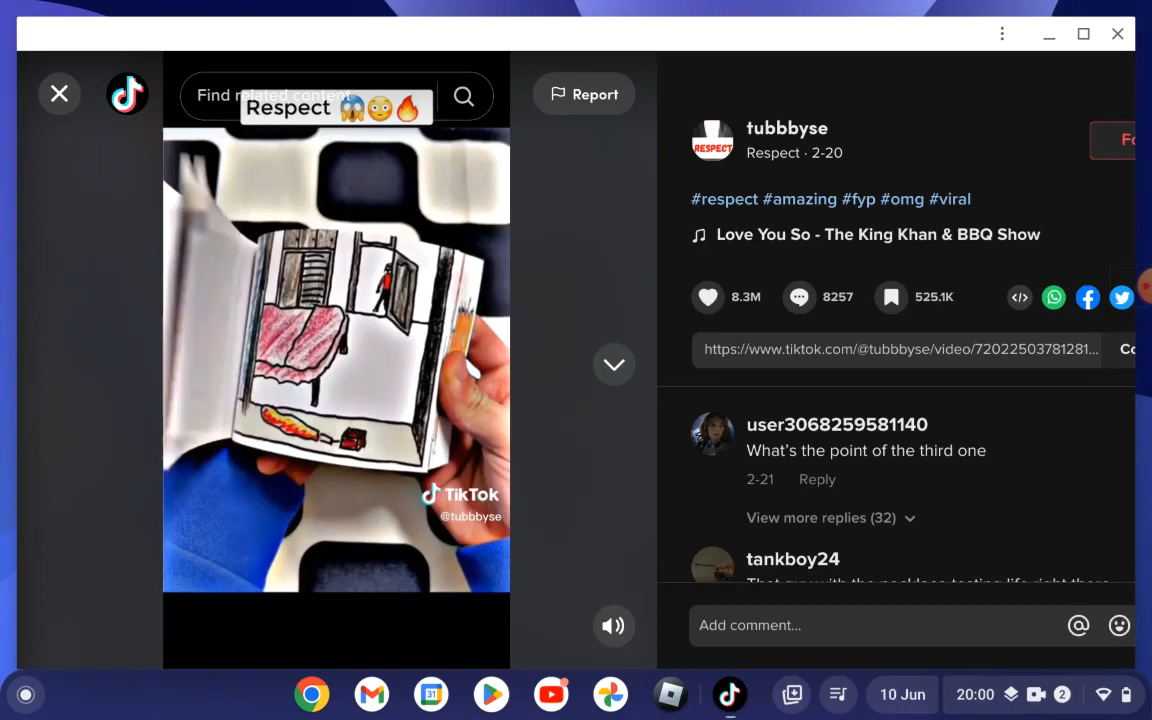 Find related content
Respect 😱😳🔥
Report
tubbbyse
Respect · 2-20
#respect #amazing #fyp #omg #viral
Love You So - The King Khan & BBQ Show
8.3M
8257
525.1K
https://www.tiktok.com/@tubbbyse/video/72022503781281...
RESPECT
TikTok
@tubbbyse
user3068259581140
What's the point of the third one
2-21 Reply
View more replies (32)
tankboy24
Add comment...
31
10 Jun
20:00
2